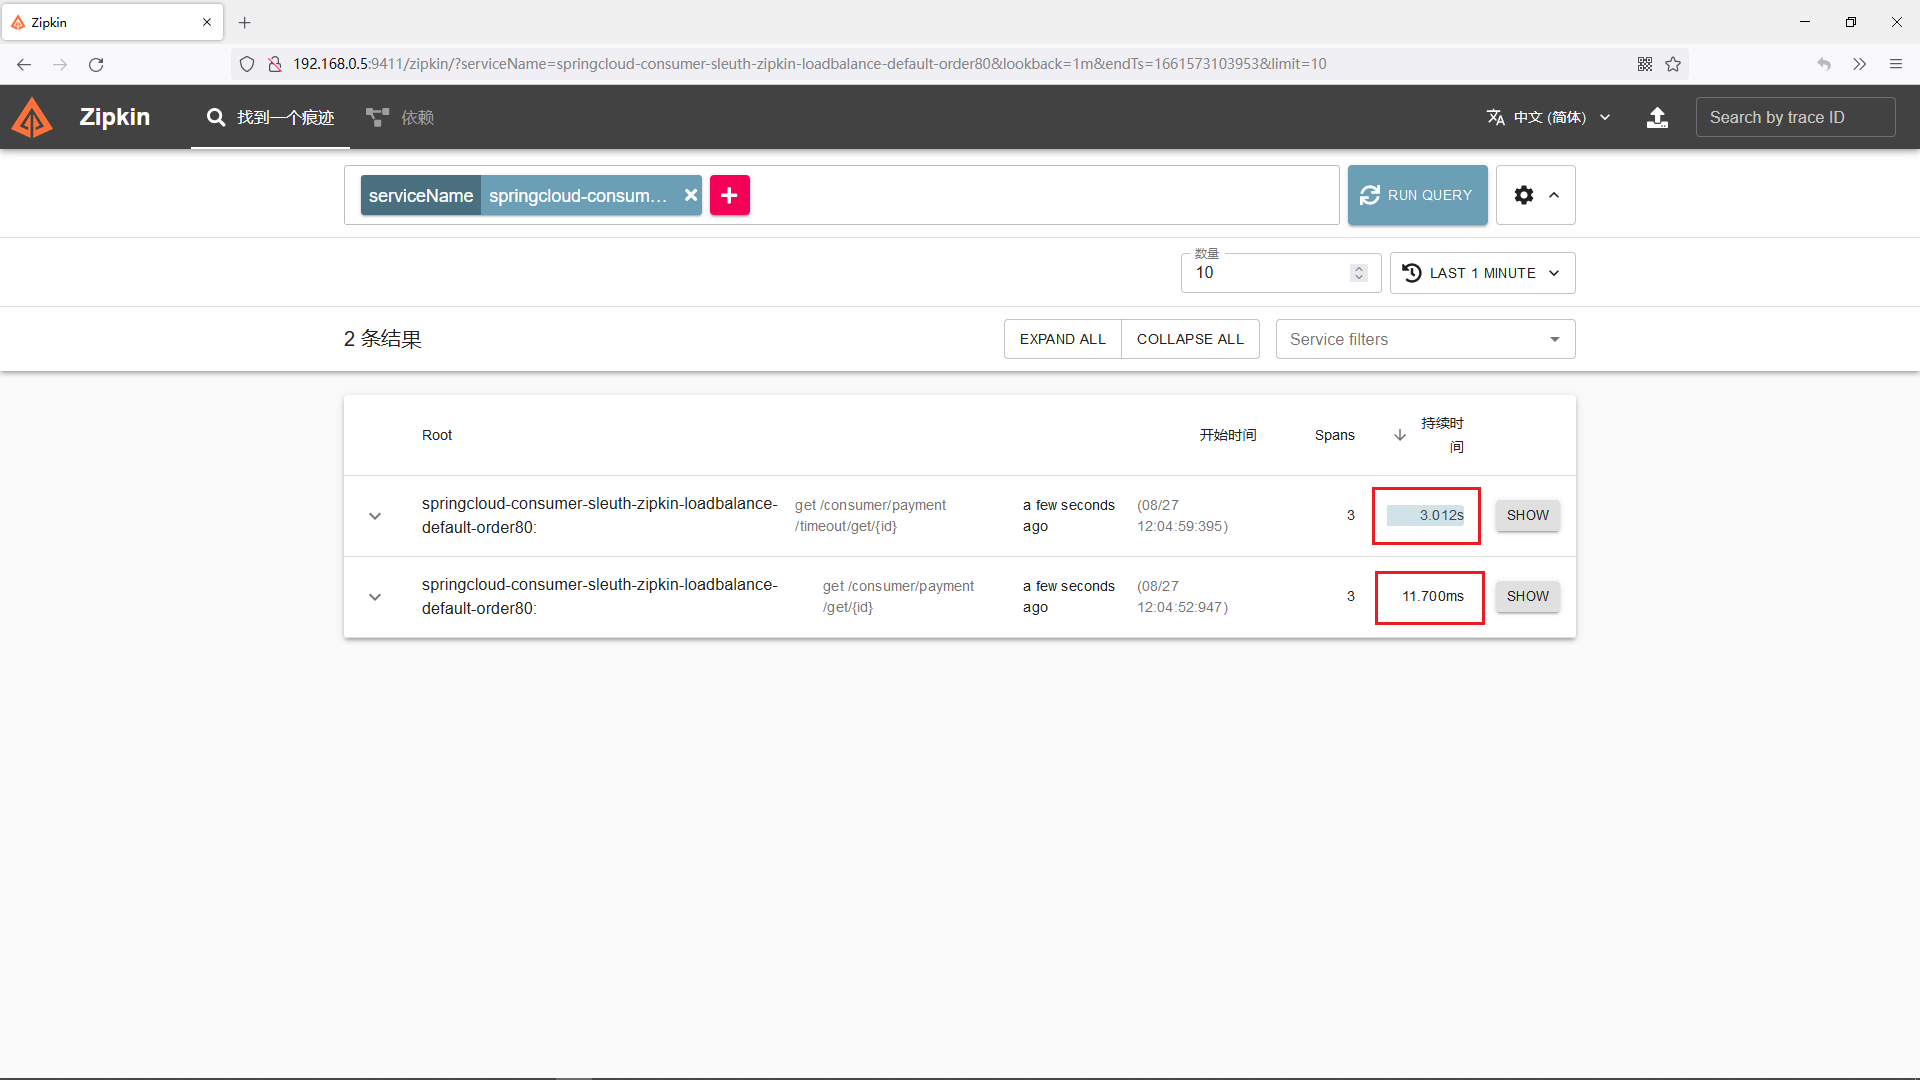 Zipkin
192.168.0.5:9411/zipkin/?serviceName=springcloud-consumer-sleuth-zipkin-loadbalance-default-order80&lookback=1m&endTs=1661573103953&limit=10
Zipkin
找到一个痕迹
依赖
中文 (简体)
Search by trace ID
serviceName
springcloud-consum...
RUN QUERY
数量
10
LAST 1 MINUTE
2 条结果
EXPAND ALL
COLLAPSE ALL
Service filters
Root
开始时间
Spans
持续时
间
springcloud-consumer-sleuth-zipkin-loadbalance-
default-order80:
get /consumer/payment
/timeout/get/{id}
a few seconds
ago
(08/27
12:04:59:395)
3
3.012s
SHOW
springcloud-consumer-sleuth-zipkin-loadbalance-
default-order80:
get /consumer/payment
/get/{id}
a few seconds
ago
(08/27
12:04:52:947)
3
11.700ms
SHOW